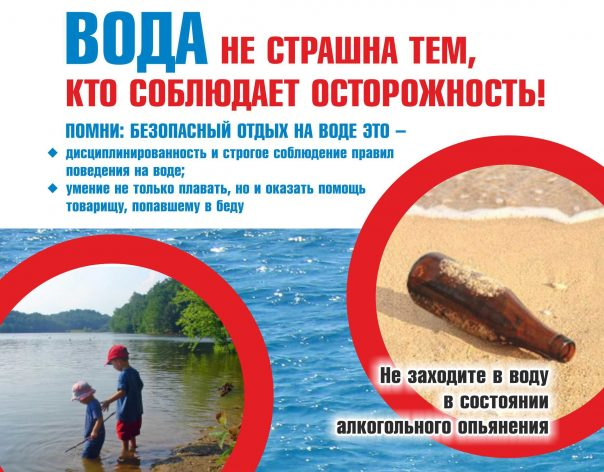 ВОДА НЕ СТРАШНА ТЕМ,
КТО СОБЛЮДАЕТ ОСТОРОЖНОСТЬ!
ПОМНИ: БЕЗОПАСНЫЙ ОТДЫХ НА ВОДЕ ЭТО –
дисциплинированность и строгое соблюдение правил
поведения на воде;
умение не только плавать, но и оказать помощь
товарищу, попавшему в беду
Не заходите в воду
в состоянии
алкогольного опьянения